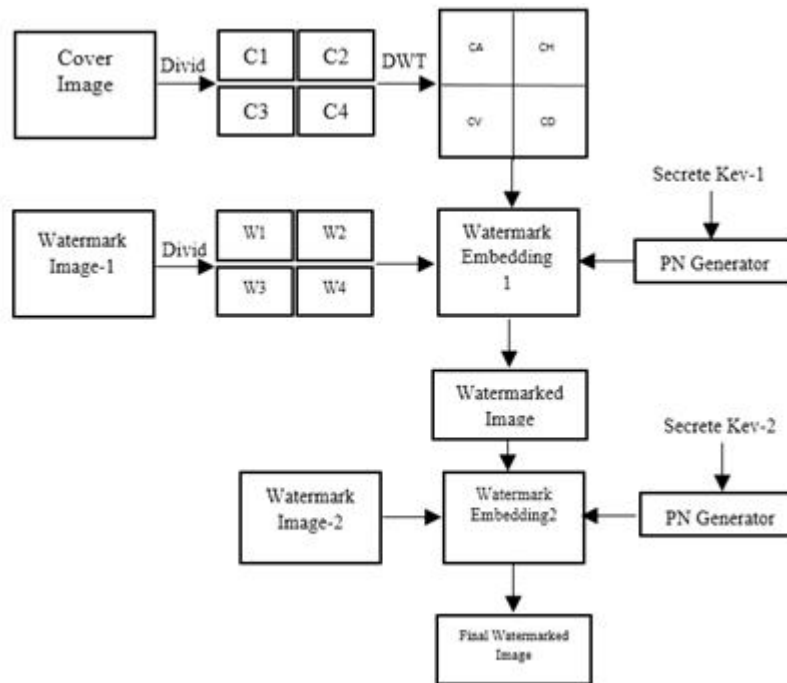 Cover
Image
Divid
C1
C2
C3
C4
DWT
CA
CH
CV
CD
Secrete Kev-1
Watermark
Image-1
Divid
W1
W2
W3
W4
Watermark
Embedding
1
PN Generator
Watermarked
Image
Secrete Kev-2
Watermark
Image-2
Watermark
Embedding2
PN Generator
Final Watermarked
Image